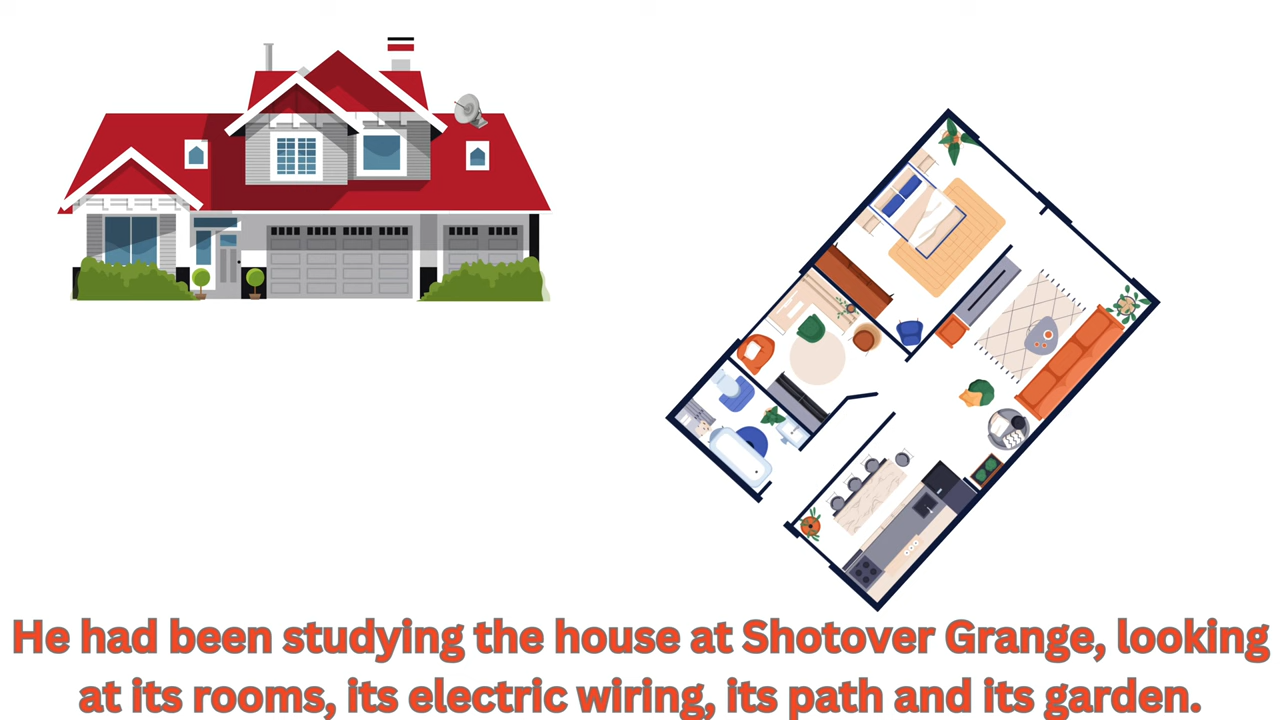 He had been studying the house at Shotover Grange, looking
at its rooms, its electric wiring, its path and its garden.